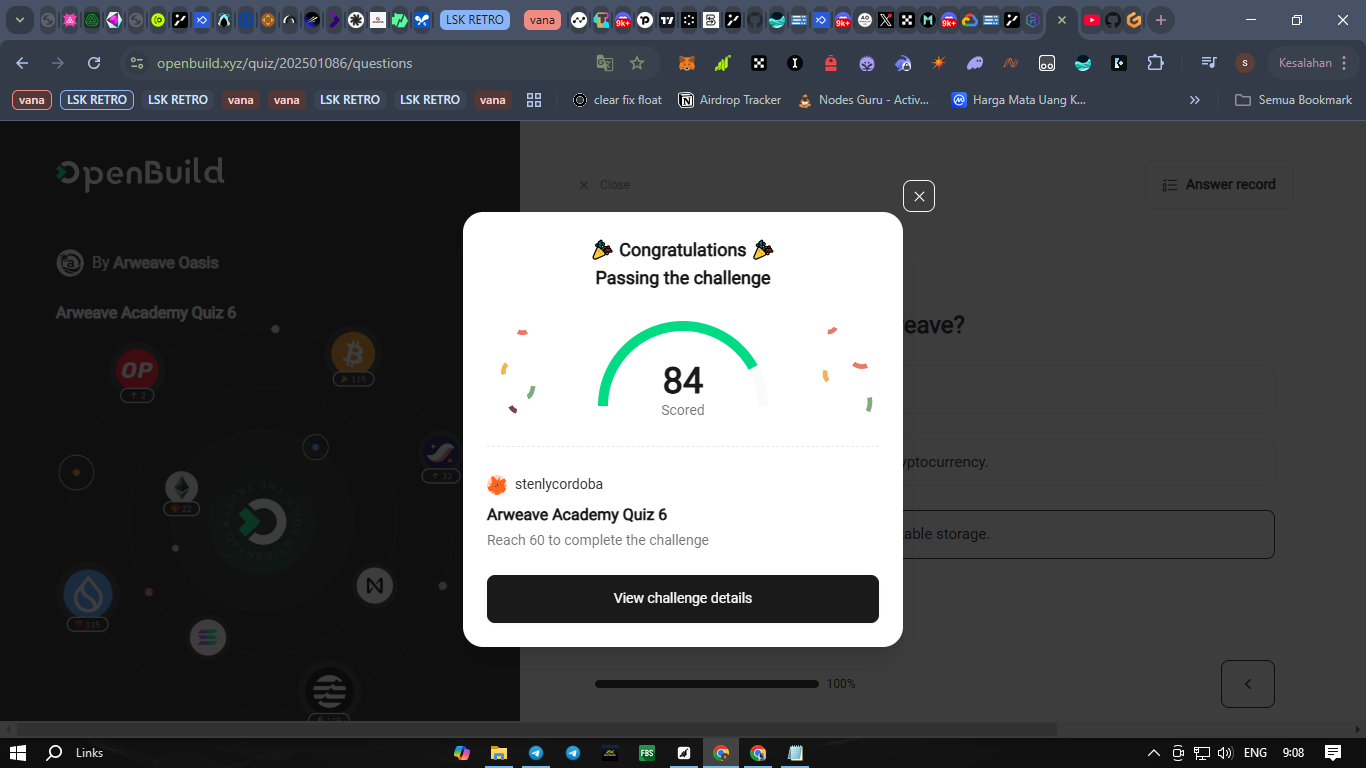 LSK RETRO
vana
openbuild.xyz/quiz/202501086/questions
Kesalahan
vana
LSK RETRO
LSK RETRO
vana
vana
LSK RETRO
LSK RETRO
vana
clear fix float
Airdrop Tracker
Nodes Guru - Activ...
Harga Mata Uang K...
Semua Bookmark
OpenBuild
By Arweave Oasis
Arweave Academy Quiz 6
OP
2
115
22
32
115
Close
Answer record
🎉 Congratulations 🎉
Passing the challenge
84
Scored
stenlycordoba
Arweave Academy Quiz 6
Reach 60 to complete the challenge
View challenge details
eave?
yptocurrency.
able storage.
100%
Links
FBS
ENG
9:08